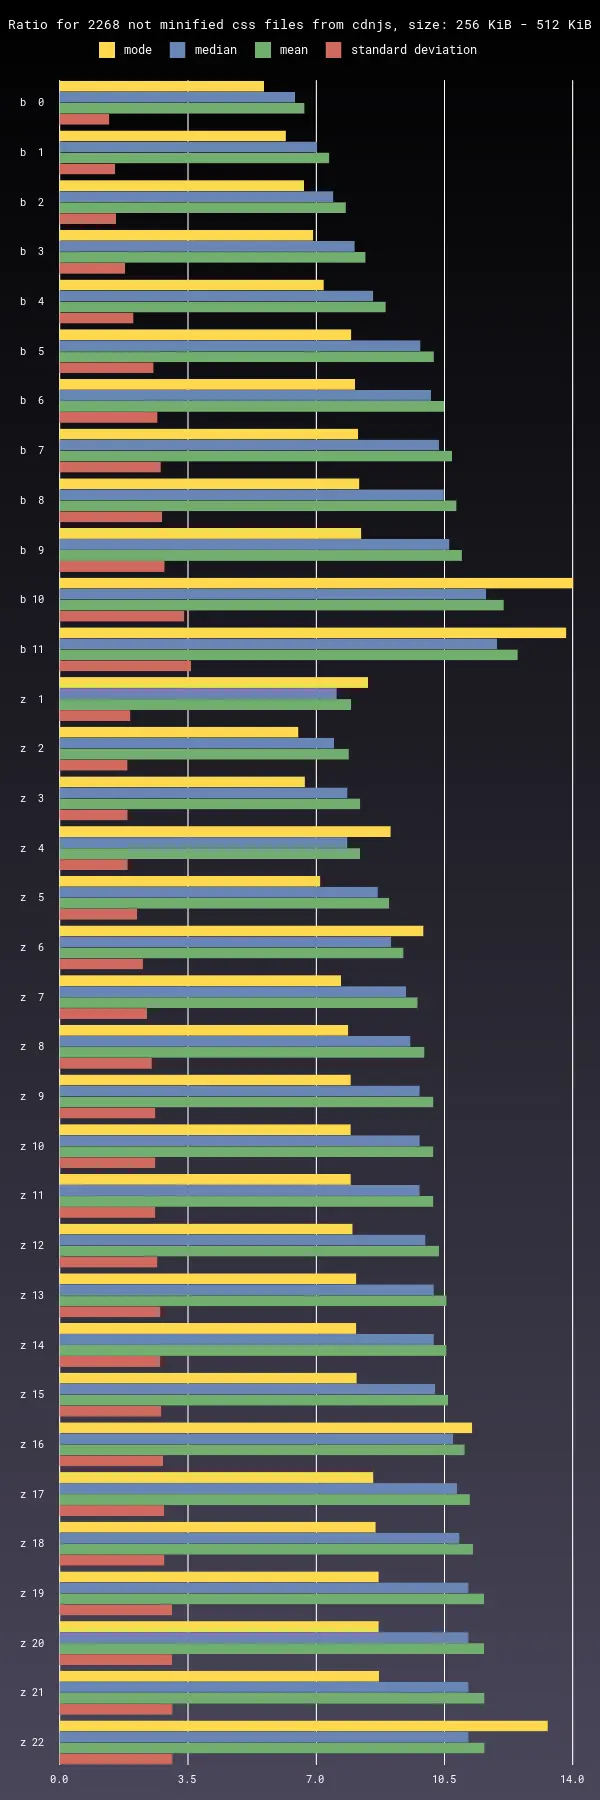 Ratio for 2268 not minified css files from cdnjs, size: 256 KiB - 512 KiB
mode median mean standard deviation
b 0
b 1
b 2
b 3
b 4
b 5
b 6
b 7
b 8
b 9
b 10
b 11
z 1
z 2
z 3
z 4
z 5
z 6
z 7
z 8
z 9
z 10
z 11
z 12
z 13
z 14
z 15
z 16
z 17
z 18
z 19
z 20
z 21
z 22
0.0 3.5 7.0 10.5 14.0